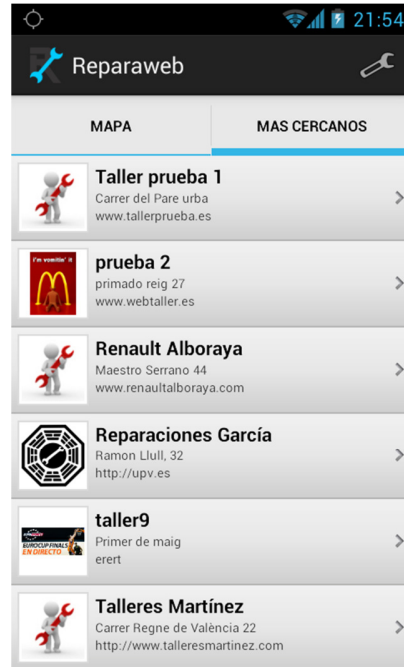 21:54
Reparaweb
MAPA
MAS CERCANOS
Taller prueba 1
Carrer del Pare urba
www.tallerprueba.es
I'm vomitin' it
prueba 2
primado reig 27
www.webtaller.es
Renault Alboraya
Maestro Serrano 44
www.renaultalboraya.com
Reparaciones García
Ramon Llull, 32
http://upv.es
EUROCUP FINALS
EN DIRECTO
taller9
Primer de maig
erert
Talleres Martínez
Carrer Regne de València 22
http://www.talleresmartinez.com